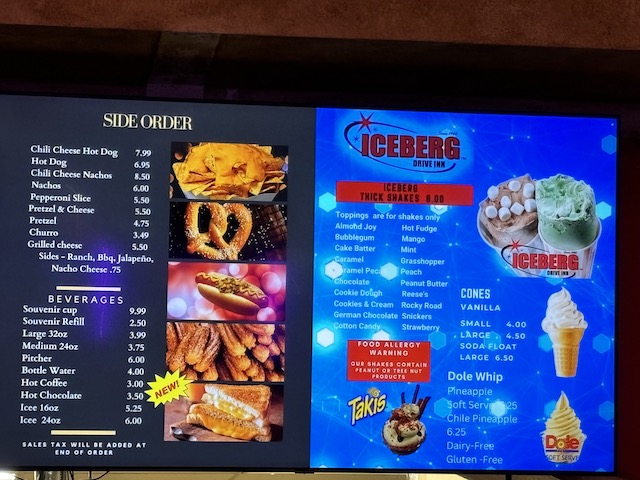 SIDE ORDER
Chili Cheese Hot Dog 7.99
Hot Dog 6.95
Chili Cheese Nachos 8.50
Nachos 6.00
Pepperoni Slice 5.50
Pretzel & Cheese 5.50
Pretzel 4.75
Churro 3.49
Grilled cheese 5.50
Sides - Ranch, Bbq, Jalapeño,
Nacho Cheese .75
BEVERAGES
Souvenir cup 9.99
Souvenir Refill 2.50
Large 32oz 3.99
Medium 24oz 3.75
Pitcher 6.00
Bottle Water 4.00
Hot Coffee 3.00
Hot Chocolate 3.50
Icee 16oz 5.25
Icee 24oz 6.00
SALES TAX WILL BE ADDED AT
END OF ORDER
NEW!
ICEBERG
DRIVE INN
ICEBERG
THICK SHAKES 8.00
Toppings are for shakes only
Almond Joy
Bubblegum
Cake Batter
Caramel
Caramel Pecan
Chocolate
Cookie Dough
Cookies & Cream
German Chocolate
Cotton Candy
Hot Fudge
Mango
Mint
Grasshopper
Peach
Peanut Butter
Reese's
Rocky Road
Snickers
Strawberry
ICEBERG
DRIVE INN
FOOD ALLERGY
WARNING
OUR SHAKES CONTAIN
PEANUT OR TREE NUT
PRODUCTS
Takis
CONES
VANILLA
SMALL 4.00
LARGE . 4.50
SODA FLOAT
LARGE 6.50
Dole Whip
Pineapple
Soft Serve .25
Chile Pineapple
6.25
Dairy-Free
Gluten -Free
Dole
SOFT SERVE